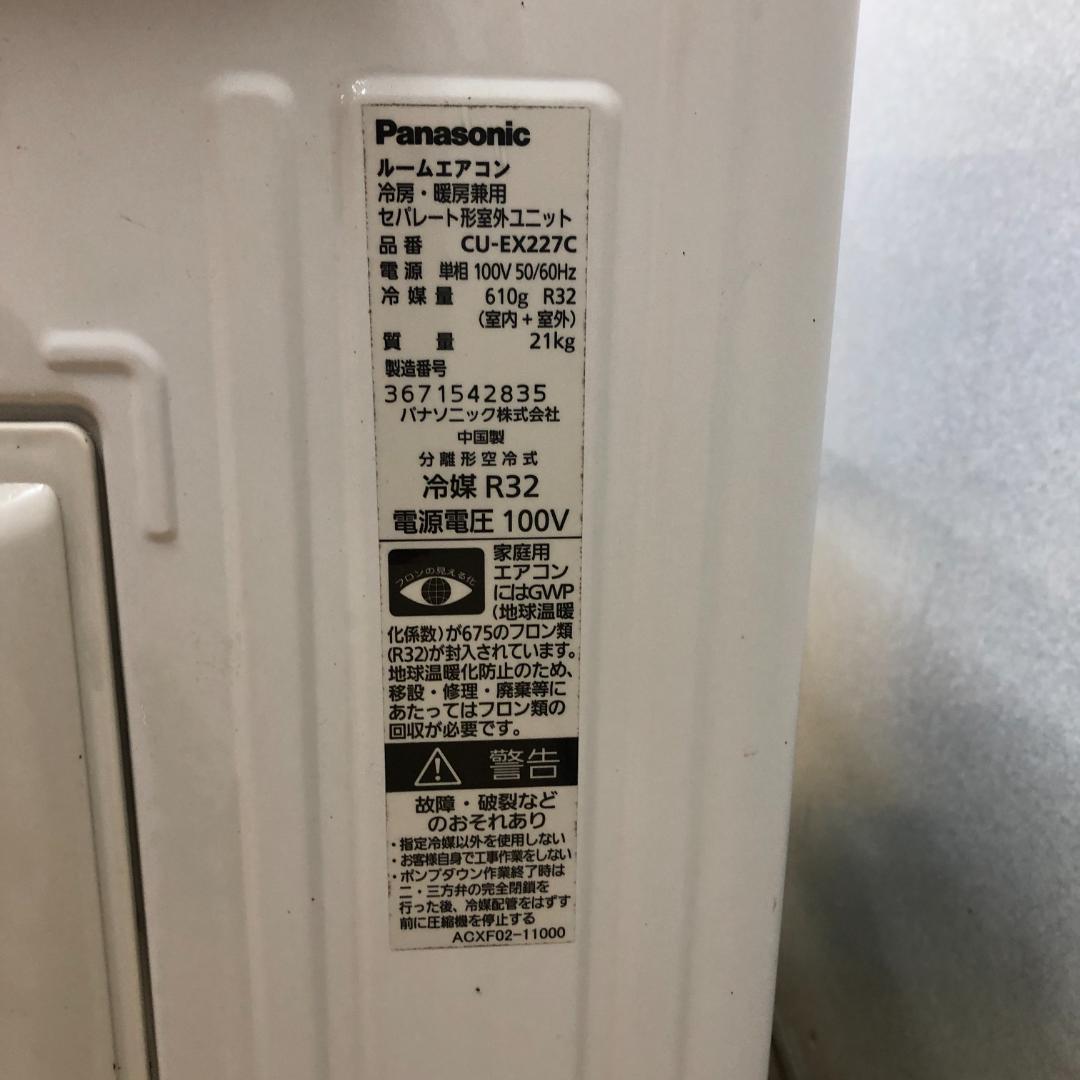 Panasonic
ルームエアコン
冷房・暖房兼用
セパレート形室外ユニット
品番 CU-EX227C
電源 単相 100V 50/60Hz
冷媒量 610g R32
(室内+室外)
質量 21kg
製造番号
3671542835
パナソニック株式会社
中国製
分離形空冷式
冷媒 R32
電源電圧 100V
フロンの見える化
家庭用
エアコン
にはGWP
(地球温暖
化係数)が675のフロン類
(R32)が封入されています。
地球温暖化防止のため、
移設・修理・廃棄等に
あたってはフロン類の
回収が必要です。
警告
故障・破裂など
のおそれあり
・指定冷媒以外を使用しない
・お客様自身で工事作業をしない
・ポンプダウン作業終了時は
二・三方弁の完全閉鎖を
行った後、冷媒配管をはずす
前に圧縮機を停止する
ACXF02-11000